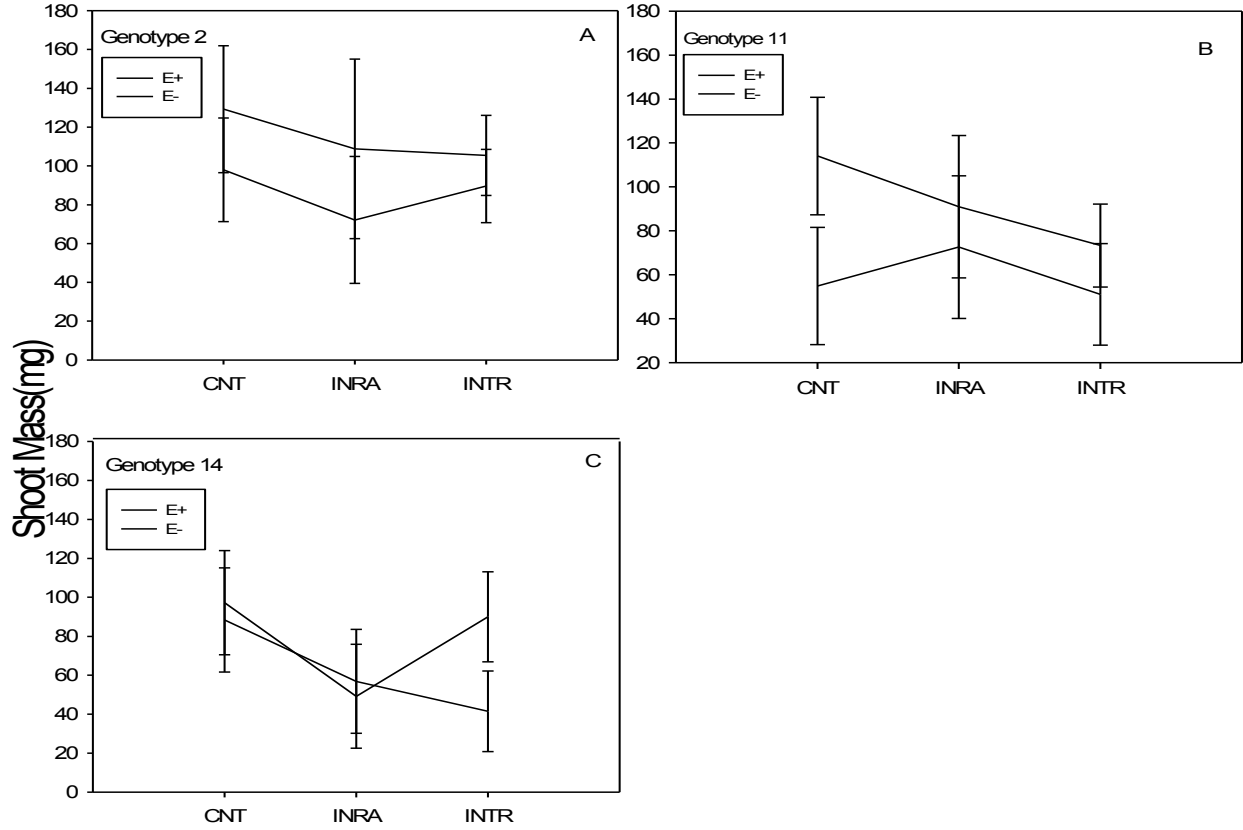 Shoot Mass(mg)
Genotype 2
A
E+
E-
180
160
140
120
100
80
60
40
20
0
CNT INRA INTR
Genotype 11
B
E+
E-
180
160
140
120
100
80
60
40
20
CNT INRA INTR
Genotype 14
C
E+
E-
180
160
140
120
100
80
60
40
20
0
CNT INRA INTR